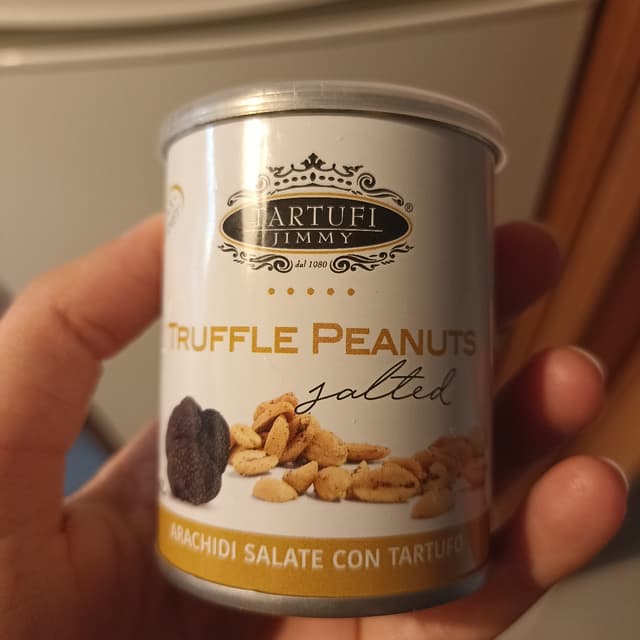 TARTUFI
JIMMY
®
dal 1980
TRUFFLE PEANUTS
salted
ARACHIDI SALATE CON TARTUFO